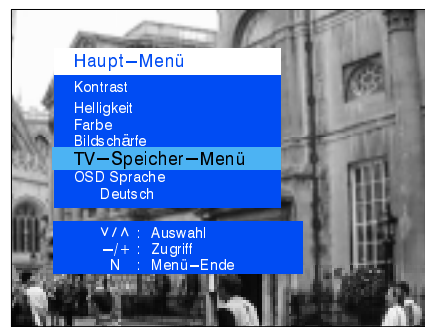 Haupt–Menü
Kontrast
Helligkeit
Farbe
Bildschärfe
TV–Speicher–Menü
OSD Sprache
Deutsch
∨/∧ : Auswahl
–/+ : Zugriff
N : Menü–Ende